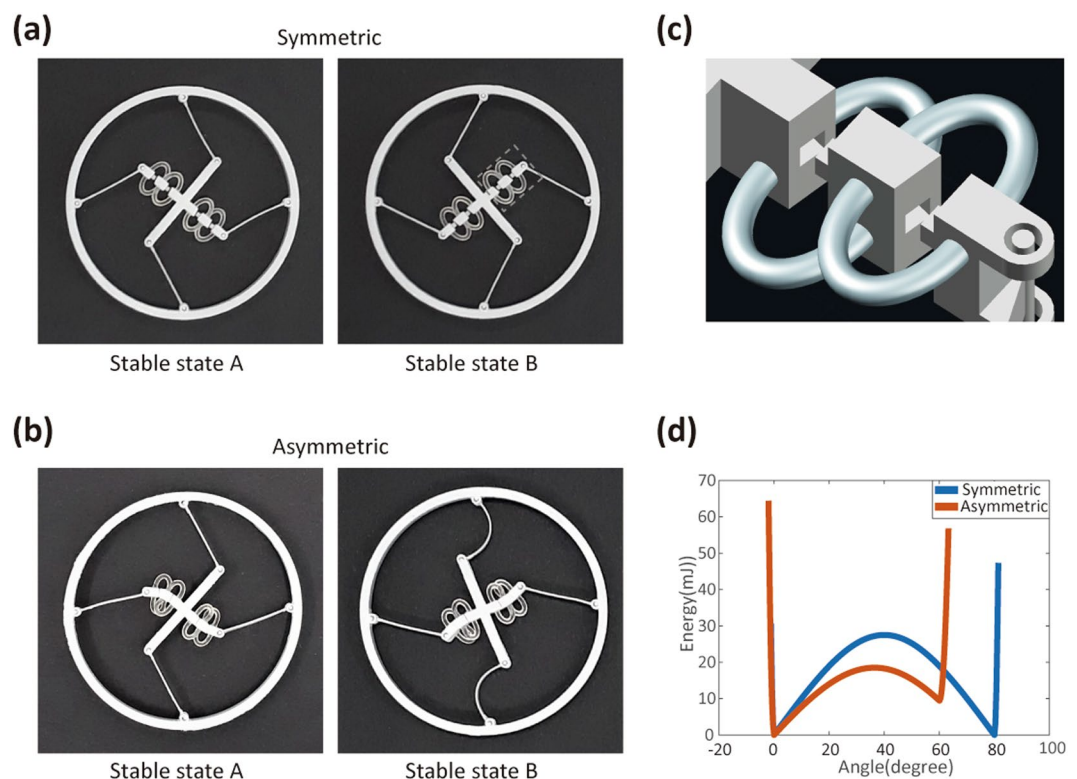 (a)
Symmetric
Stable state A
Stable state B
(b)
Asymmetric
Stable state A
Stable state B
(c)
(d)
70
60
50
40
30
20
10
0
Energy(mJ))
-20
0
20
40
60
80
100
Angle(degree)
Symmetric
Asymmetric